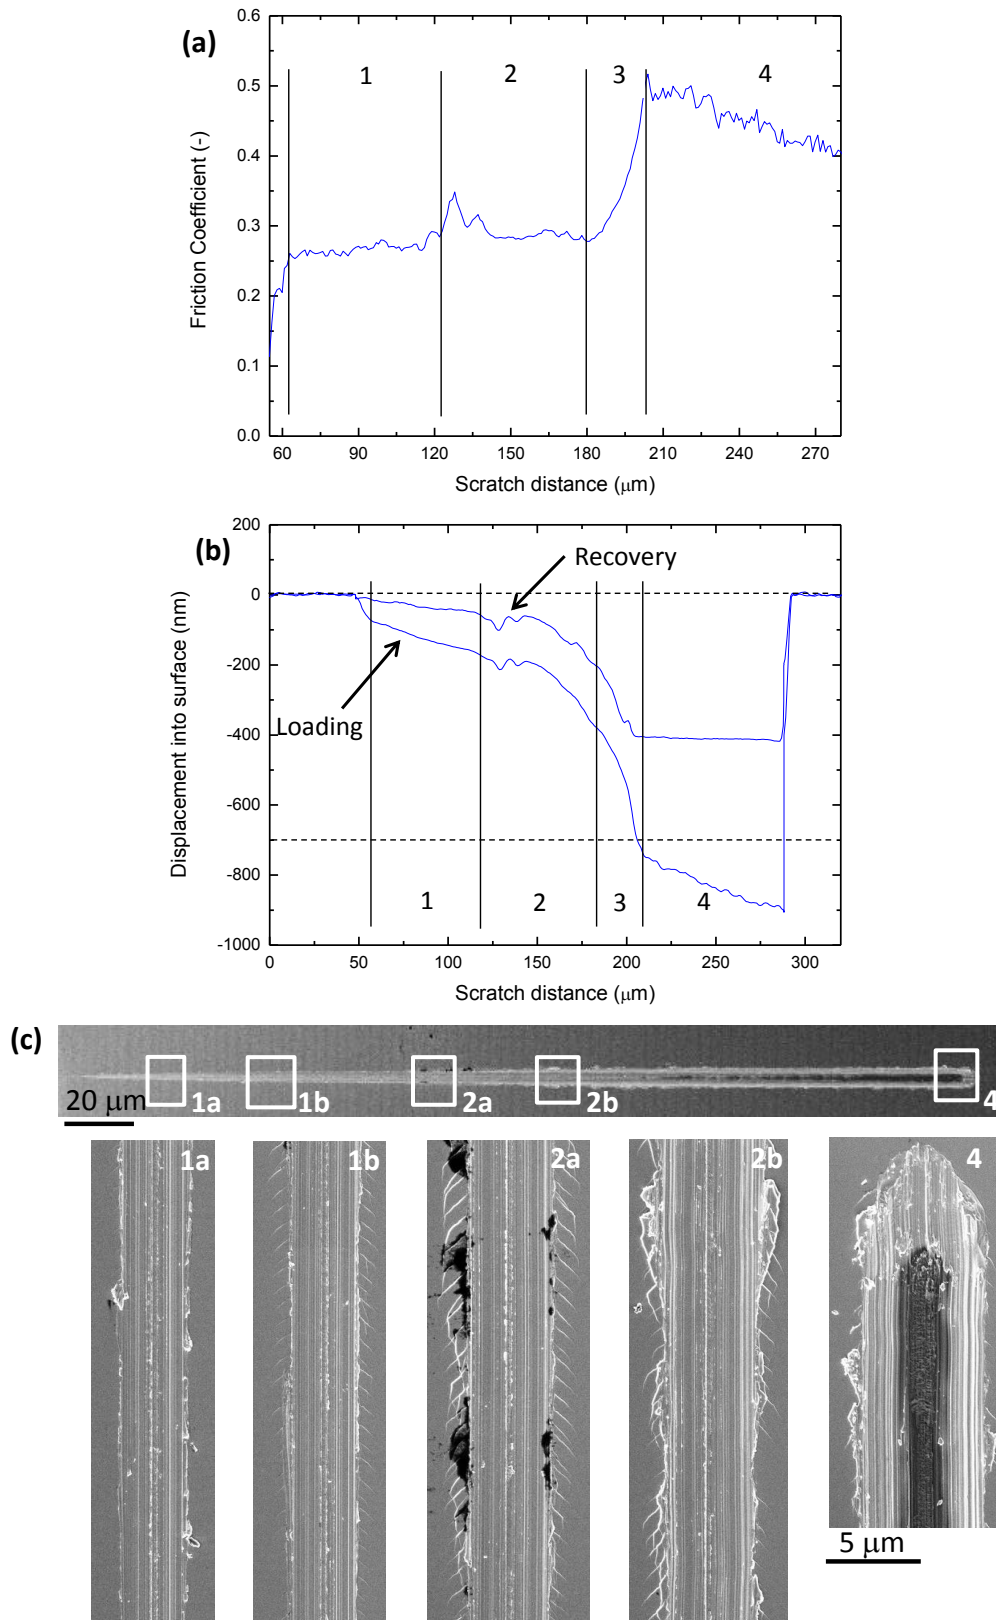 (a)
0.6
0.5
0.4
0.3
0.2
0.1
0.0
1 2 3 4
Friction Coefficient (-)
60 90 120 150 180 210 240 270
Scratch distance (μm)
(b)
200
0
-200
-400
-600
-800
-1000
Recovery
Loading
1 2 3 4
Displacement into surface (nm)
0 50 100 150 200 250 300
Scratch distance (μm)
(c)
20 μm
1a 1b 2a 2b 4
1a 1b 2a 2b 4
5 μm